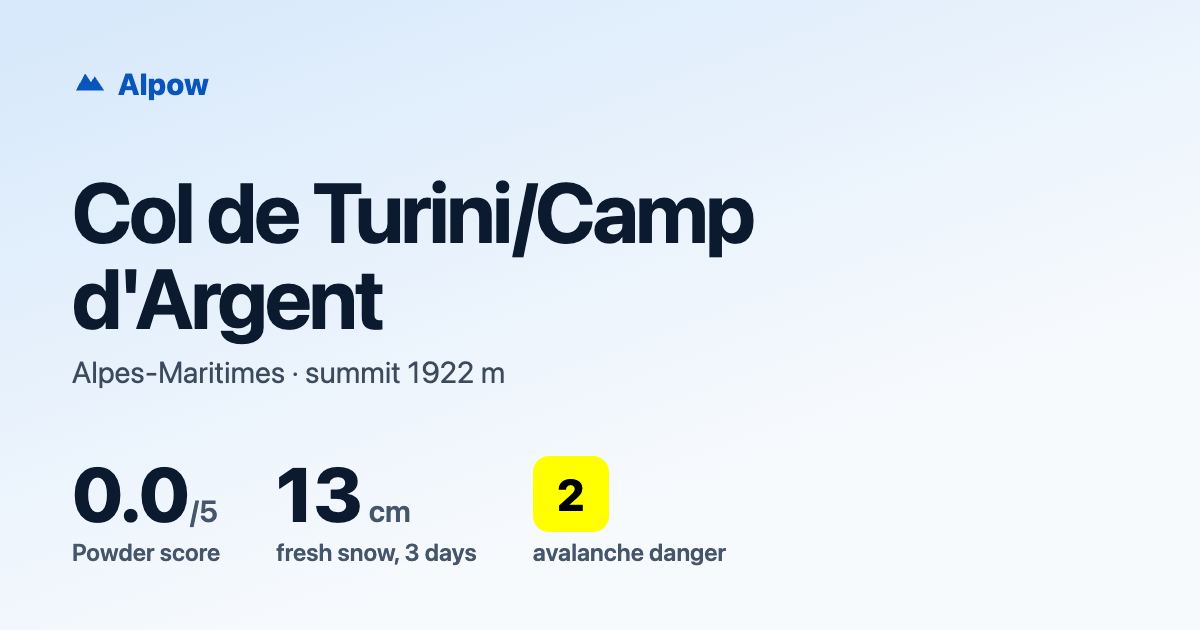 Alpow
Col de Turini/Camp
d'Argent
Alpes-Maritimes · summit 1922 m
0.0/5 13 cm 2
Powder score fresh snow, 3 days avalanche danger